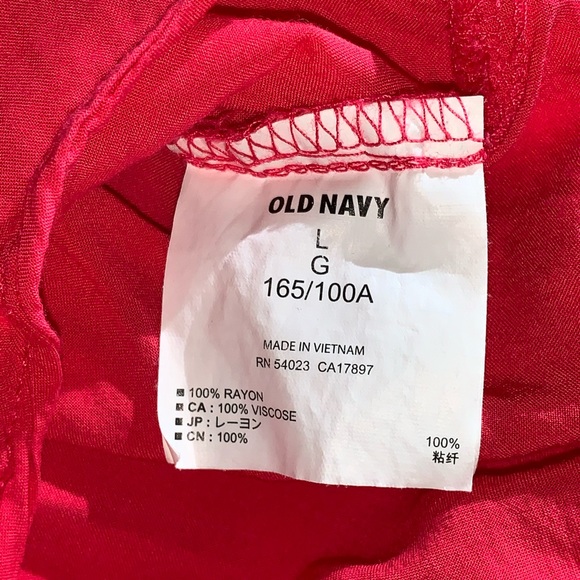 OLD NAVY
L
G
165/100A
MADE IN VIETNAM
RN 54023 CA17897
100% RAYON
CA : 100% VISCOSE
JP : レーヨン
CN : 100%
100%
粘纤